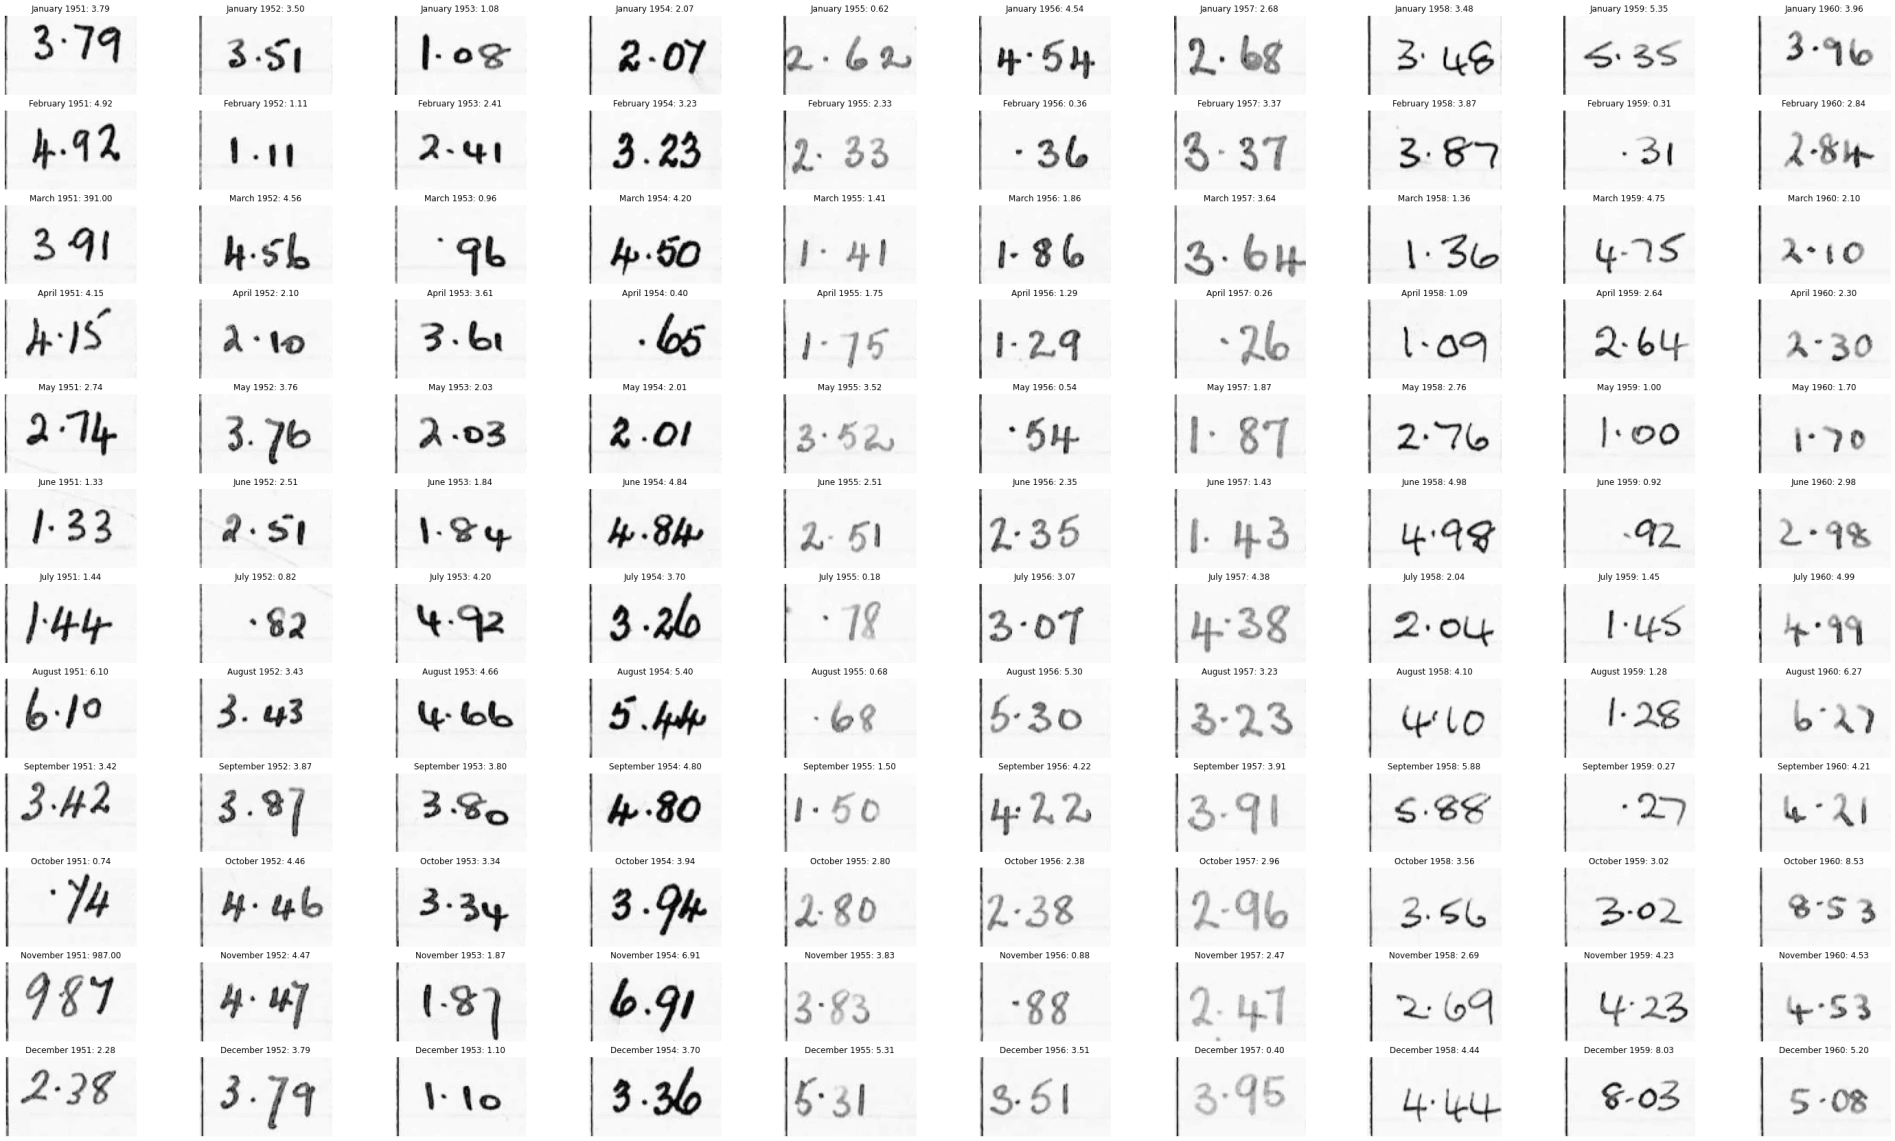 January 1951: 3.79 January 1952: 3.50 January 1953: 1.08 January 1954: 2.07 January 1955: 0.62 January 1956: 4.54 January 1957: 2.68 January 1958: 3.48 January 1959: 5.35 January 1960: 3.96
3.79 3.51 1.08 2.07 2.62 4.54 2.68 3.48 5.35 3.96
February 1951: 4.92 February 1952: 1.11 February 1953: 2.41 February 1954: 3.23 February 1955: 2.33 February 1956: 0.36 February 1957: 3.37 February 1958: 3.87 February 1959: 0.31 February 1960: 2.84
4.92 1.11 2.41 3.23 2.33 .36 3.37 3.87 .31 2.84
March 1951: 391.00 March 1952: 4.56 March 1953: 0.96 March 1954: 4.20 March 1955: 1.41 March 1956: 1.86 March 1957: 3.64 March 1958: 1.36 March 1959: 4.75 March 1960: 2.10
3 91 4.56 .96 4.50 1.41 1.86 3.64 1.36 4.75 2.10
April 1951: 4.15 April 1952: 2.10 April 1953: 3.61 April 1954: 0.40 April 1955: 1.75 April 1956: 1.29 April 1957: 0.26 April 1958: 1.09 April 1959: 2.64 April 1960: 2.30
4.15 2.10 3.61 .65 1.75 1.29 .26 1.09 2.64 2.30
May 1951: 2.74 May 1952: 3.76 May 1953: 2.03 May 1954: 2.01 May 1955: 3.52 May 1956: 0.54 May 1957: 1.87 May 1958: 2.76 May 1959: 1.00 May 1960: 1.70
2.74 3.76 2.03 2.01 3.52 .54 1.87 2.76 1.00 1.70
June 1951: 1.33 June 1952: 2.51 June 1953: 1.84 June 1954: 4.84 June 1955: 2.51 June 1956: 2.35 June 1957: 1.43 June 1958: 4.98 June 1959: 0.92 June 1960: 2.98
1.33 2.51 1.84 4.84 2.51 2.35 1.43 4.98 .92 2.98
July 1951: 1.44 July 1952: 0.82 July 1953: 4.20 July 1954: 3.70 July 1955: 0.18 July 1956: 3.07 July 1957: 4.38 July 1958: 2.04 July 1959: 1.45 July 1960: 4.99
1.44 .82 4.92 3.26 .78 3.07 4.38 2.04 1.45 4.99
August 1951: 6.10 August 1952: 3.43 August 1953: 4.66 August 1954: 5.40 August 1955: 0.68 August 1956: 5.30 August 1957: 3.23 August 1958: 4.10 August 1959: 1.28 August 1960: 6.27
6.10 3.43 4.66 5.44 .68 5.30 3.23 4.10 1.28 6.27
September 1951: 3.42 September 1952: 3.87 September 1953: 3.80 September 1954: 4.80 September 1955: 1.50 September 1956: 4.22 September 1957: 3.91 September 1958: 5.88 September 1959: 0.27 September 1960: 4.21
3.42 3.87 3.80 4.80 1.50 4.22 3.91 5.88 .27 4.21
October 1951: 0.74 October 1952: 4.46 October 1953: 3.34 October 1954: 3.94 October 1955: 2.80 October 1956: 2.38 October 1957: 2.96 October 1958: 3.56 October 1959: 3.02 October 1960: 8.53
.74 4.46 3.34 3.94 2.80 2.38 2.96 3.56 3.02 8.53
November 1951: 987.00 November 1952: 4.47 November 1953: 1.87 November 1954: 6.91 November 1955: 3.83 November 1956: 0.88 November 1957: 2.47 November 1958: 2.69 November 1959: 4.23 November 1960: 4.53
987 4.47 1.87 6.91 3.83 .88 2.47 2.69 4.23 4.53
December 1951: 2.28 December 1952: 3.79 December 1953: 1.10 December 1954: 3.70 December 1955: 5.31 December 1956: 3.51 December 1957: 0.40 December 1958: 4.44 December 1959: 8.03 December 1960: 5.20
2.38 3.79 1.10 3.36 5.31 3.51 3.95 4.44 8.03 5.08